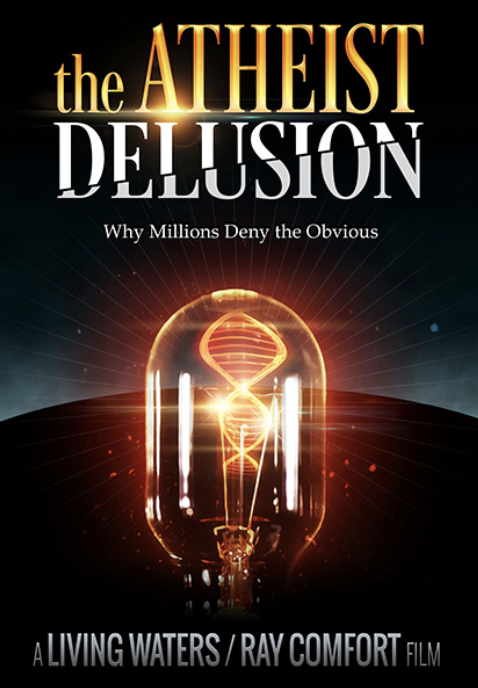 the ATHEIST
DELUSION
Why Millions Deny the Obvious
A LIVING WATERS / RAY COMFORT FILM